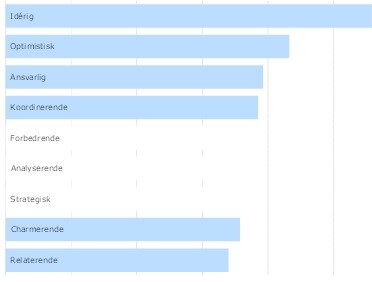 Idérig
Optimistisk
Ansvarlig
Koordinerende
Forbedrende
Analyserende
Strategisk
Charmerende
Relaterende